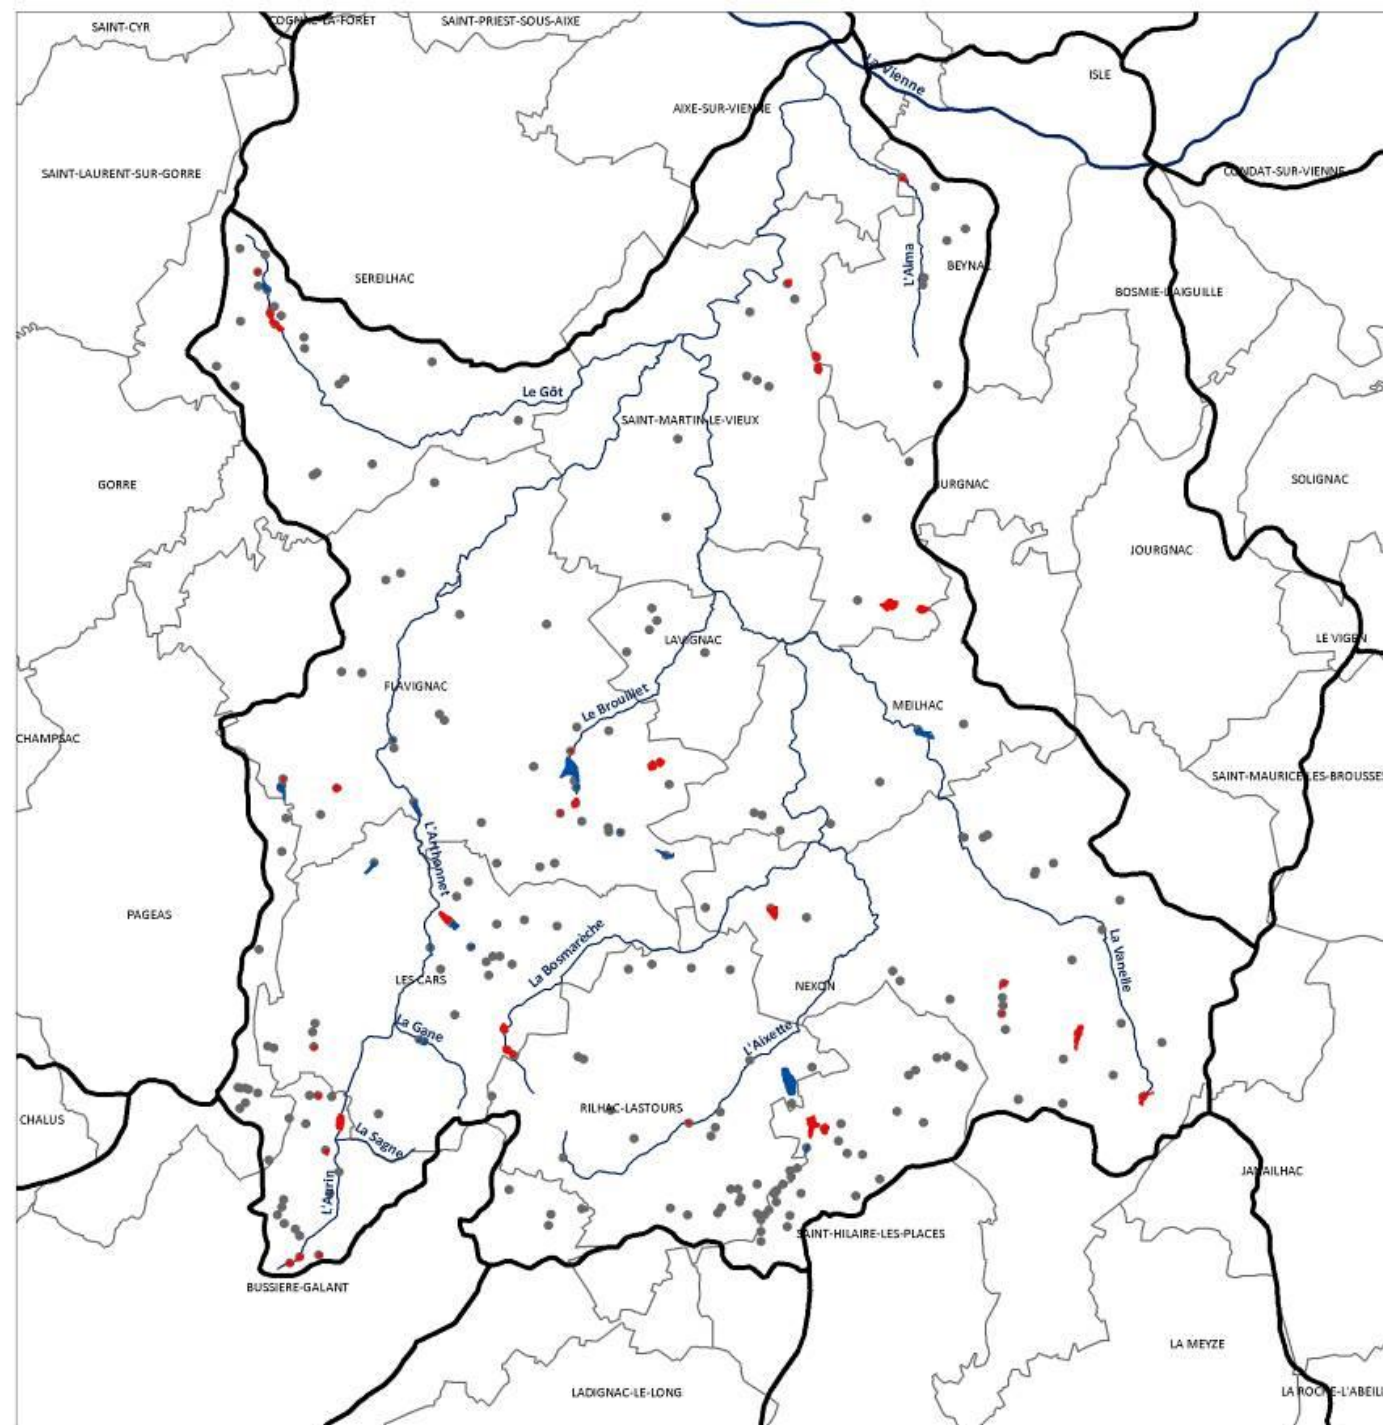 COGNAC-LA-FORET
SAINT-PRIEST-SOUS-AIXE
SAINT-CYR
La Vienne
ISLE
AIXE-SUR-VIENNE
SAINT-LAURENT-SUR-GORRE
CONDAT-SUR-VIENNE
L'Alma
BEYNAC
SEREILHAC
BOSMIE-L'AIGUILLE
Le Gôt
SAINT-MARTIN-LE-VIEUX
GORRE
URGNAC
SOLIGNAC
JOURGNAC
LAVIGNAC
LE VIGEN
FLAVIGNAC
Le Brouillet
MEILHAC
CHAMPSAC
SAINT-MAURICE-LES-BROUSSES
L'Arthonnet
PAGEAS
La Bosmarèche
La Vanelle
LES CARS
NEXON
La Gane
L'Aixette
RILHAC-LASTOURS
CHALUS
La Sagne
JANAILHAC
L'Aurin
SAINT-HILAIRE-LES-PLACES
BUSSIERE-GALANT
LA MEYZE
LADIGNAC-LE-LONG
LA ROCHE-L'ABEILL